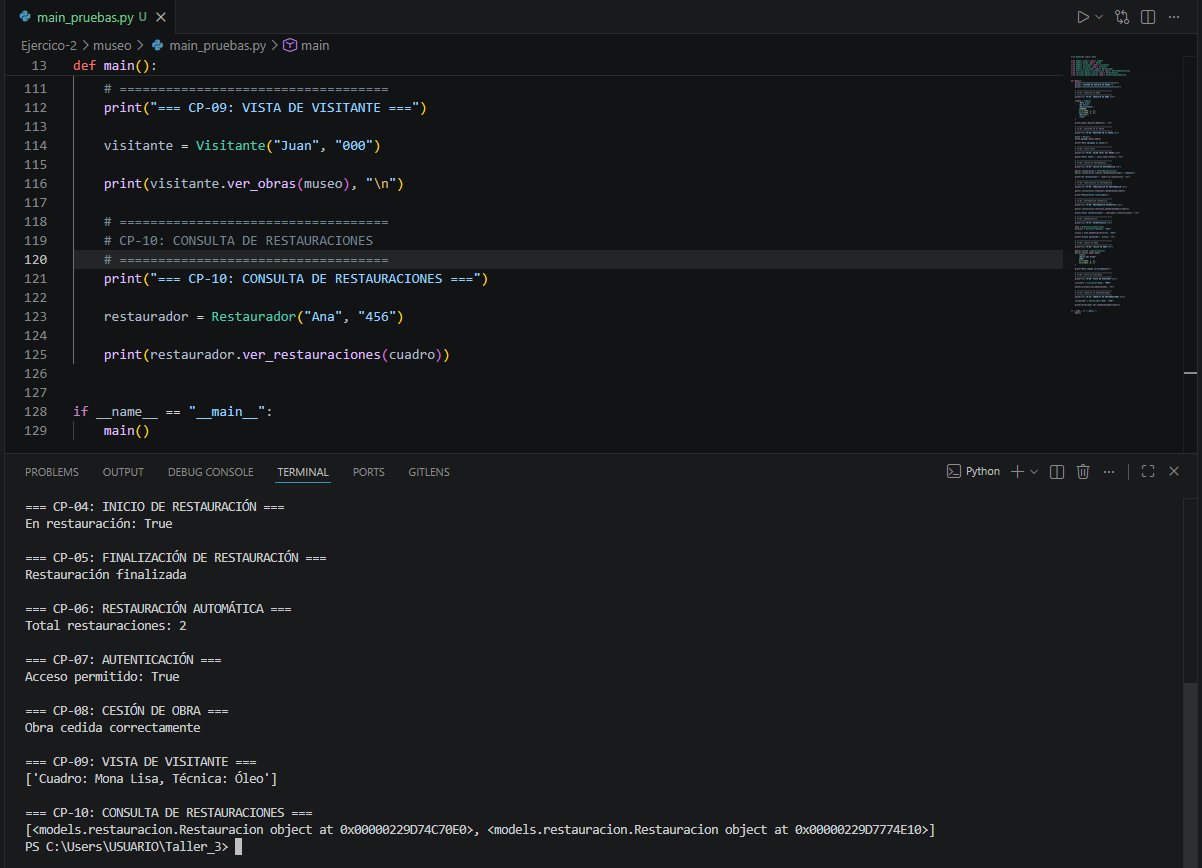 main_pruebas.py U
Ejercico-2 > museo > main_pruebas.py > main
13 def main():
111 # ===================================
112 print("=== CP-09: VISTA DE VISITANTE ===")
113
114 visitante = Visitante("Juan", "000")
115
116 print(visitante.ver_obras(museo), "\n")
117
118 # ===================================
119 # CP-10: CONSULTA DE RESTAURACIONES
120 # ===================================
121 print("=== CP-10: CONSULTA DE RESTAURACIONES ===")
122
123 restaurador = Restaurador("Ana", "456")
124
125 print(restaurador.ver_restauraciones(cuadro))
126
127
128 if __name__ == "__main__":
129 main()
PROBLEMS OUTPUT DEBUG CONSOLE TERMINAL PORTS GITLENS Python
=== CP-04: INICIO DE RESTAURACIÓN ===
En restauración: True
=== CP-05: FINALIZACIÓN DE RESTAURACIÓN ===
Restauración finalizada
=== CP-06: RESTAURACIÓN AUTOMÁTICA ===
Total restauraciones: 2
=== CP-07: AUTENTICACIÓN ===
Acceso permitido: True
=== CP-08: CESIÓN DE OBRA ===
Obra cedida correctamente
=== CP-09: VISTA DE VISITANTE ===
['Cuadro: Mona Lisa, Técnica: Óleo']
=== CP-10: CONSULTA DE RESTAURACIONES ===
[<models.restauracion.Restauracion object at 0x00000229D74C70E0>, <models.restauracion.Restauracion object at 0x00000229D7774E10>]
PS C:\Users\USUARIO\Taller_3>